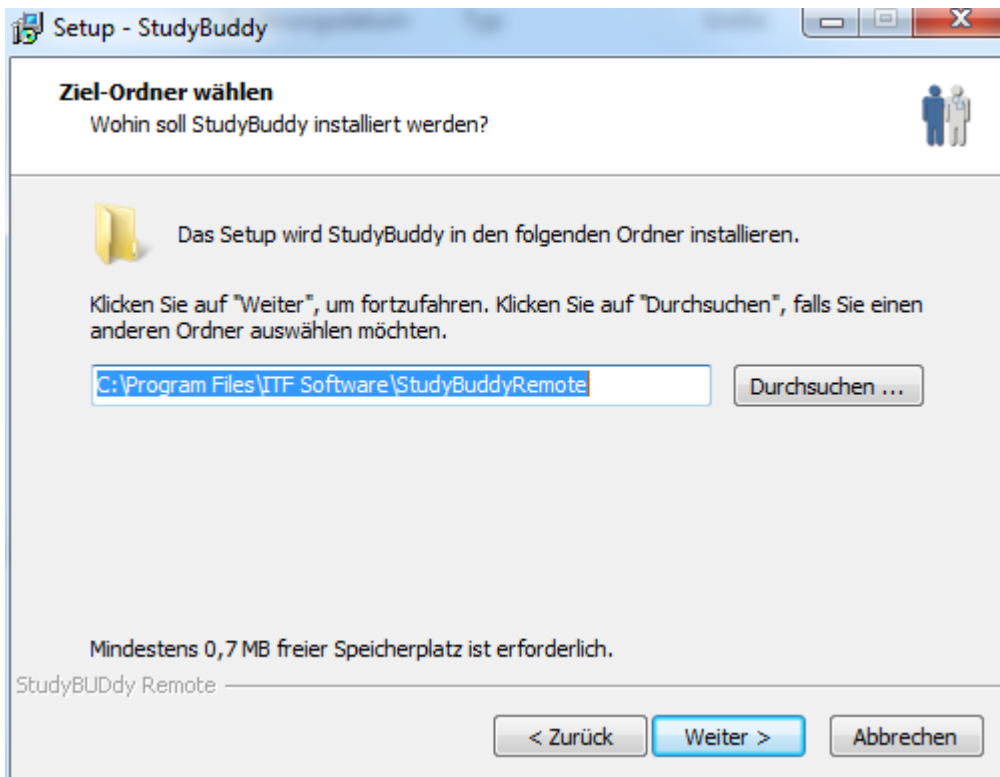 Setup - StudyBuddy
Ziel-Ordner wählen
Wohin soll StudyBuddy installiert werden?
Das Setup wird StudyBuddy in den folgenden Ordner installieren.
Klicken Sie auf "Weiter", um fortzufahren. Klicken Sie auf "Durchsuchen", falls Sie einen
anderen Ordner auswählen möchten.
C:\Program Files\ITF Software\StudyBuddyRemote
Durchsuchen ...
Mindestens 0,7 MB freier Speicherplatz ist erforderlich.
StudyBUDdy Remote
< Zurück
Weiter >
Abbrechen